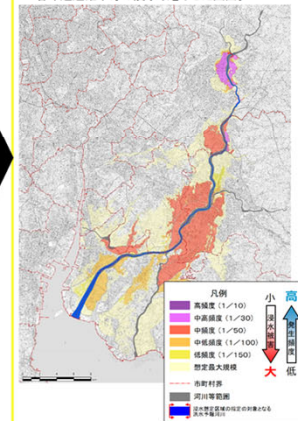 凡例
高頻度（1/10）
中高頻度（1/30）
中頻度（1/50）
中低頻度（1/100）
低頻度（1/150）
想定最大規模
市町村界
河川等範囲
浸水想定区域の指定の対象となる
洪水予報河川
小
浸水被害
大
高
発生頻度
低